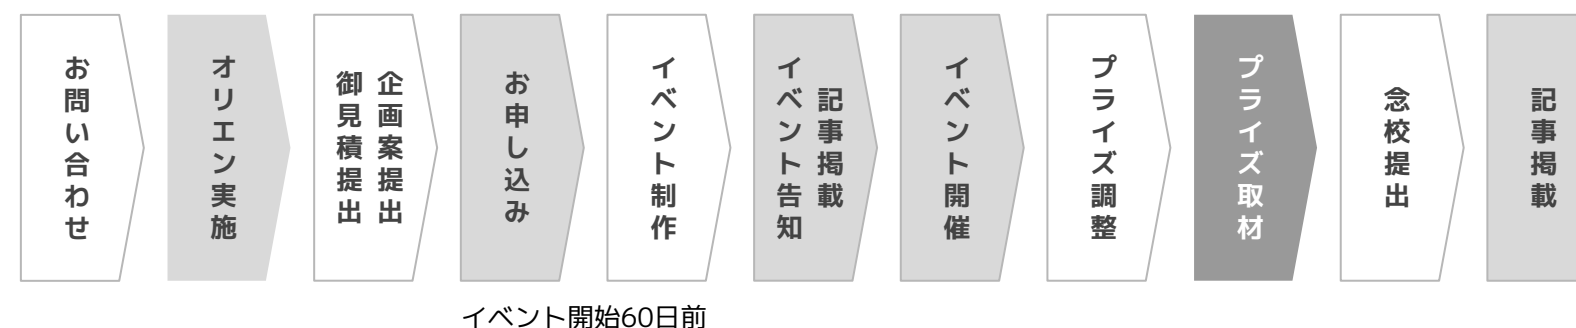 お問い合わせ
オリエン実施
企画案提出
御見積提出
お申し込み
イベント制作
記事掲載
イベント告知
イベント開催
プライズ調整
プライズ取材
念校提出
記事掲載
イベント開始60日前